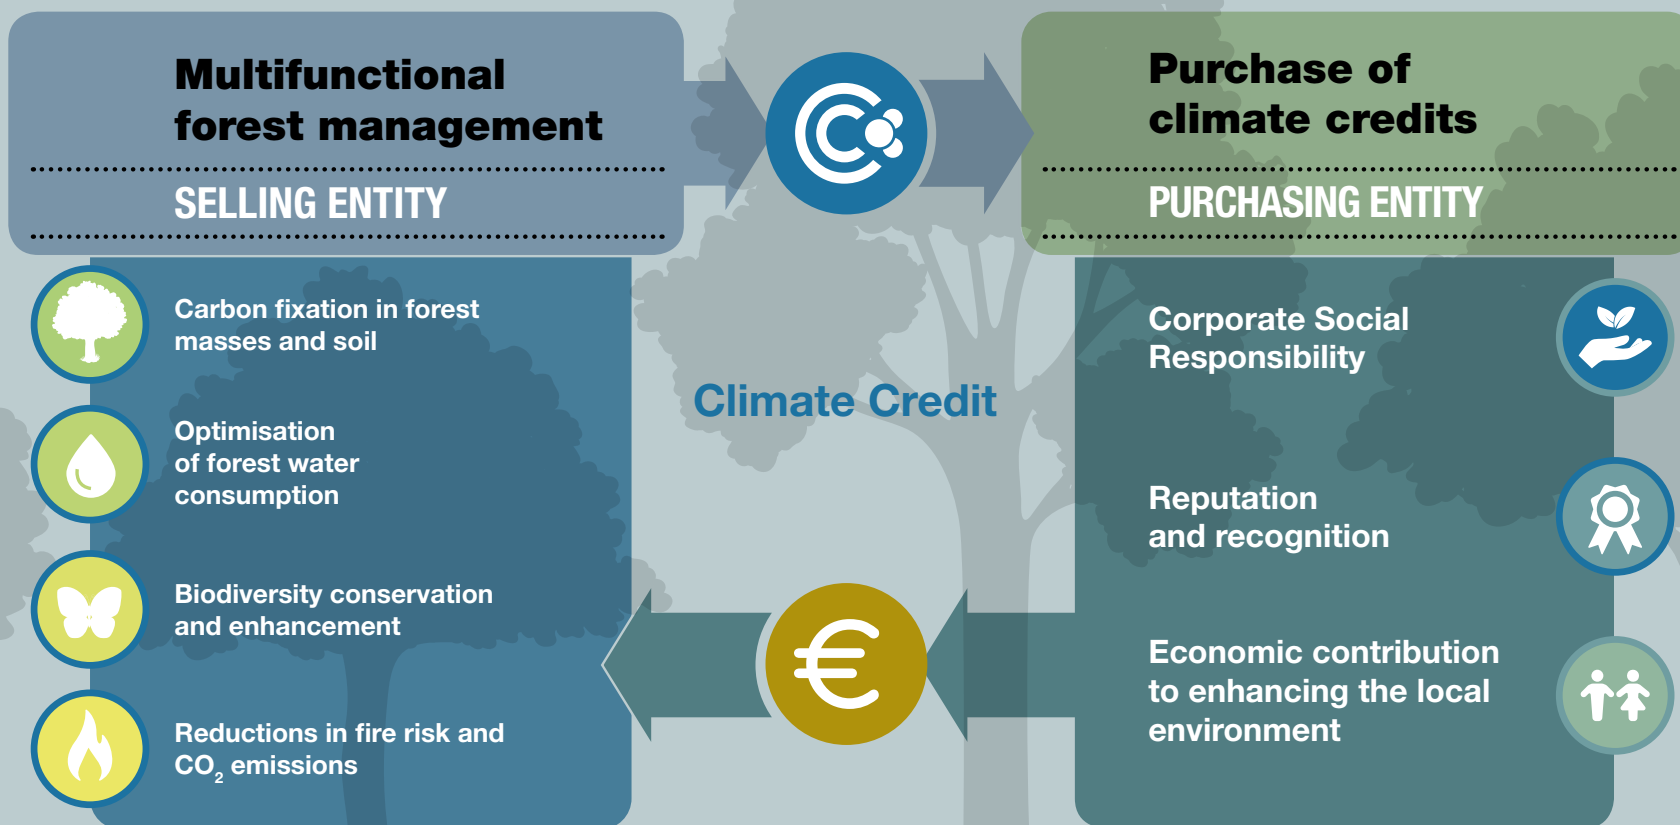 Multifunctional
forest management
SELLING ENTITY
Carbon fixation in forest
masses and soil
Optimisation
of forest water
consumption
Biodiversity conservation
and enhancement
Reductions in fire risk and
CO₂ emissions
Climate Credit
€
Purchase of
climate credits
PURCHASING ENTITY
Corporate Social
Responsibility
Reputation
and recognition
Economic contribution
to enhancing the local
environment